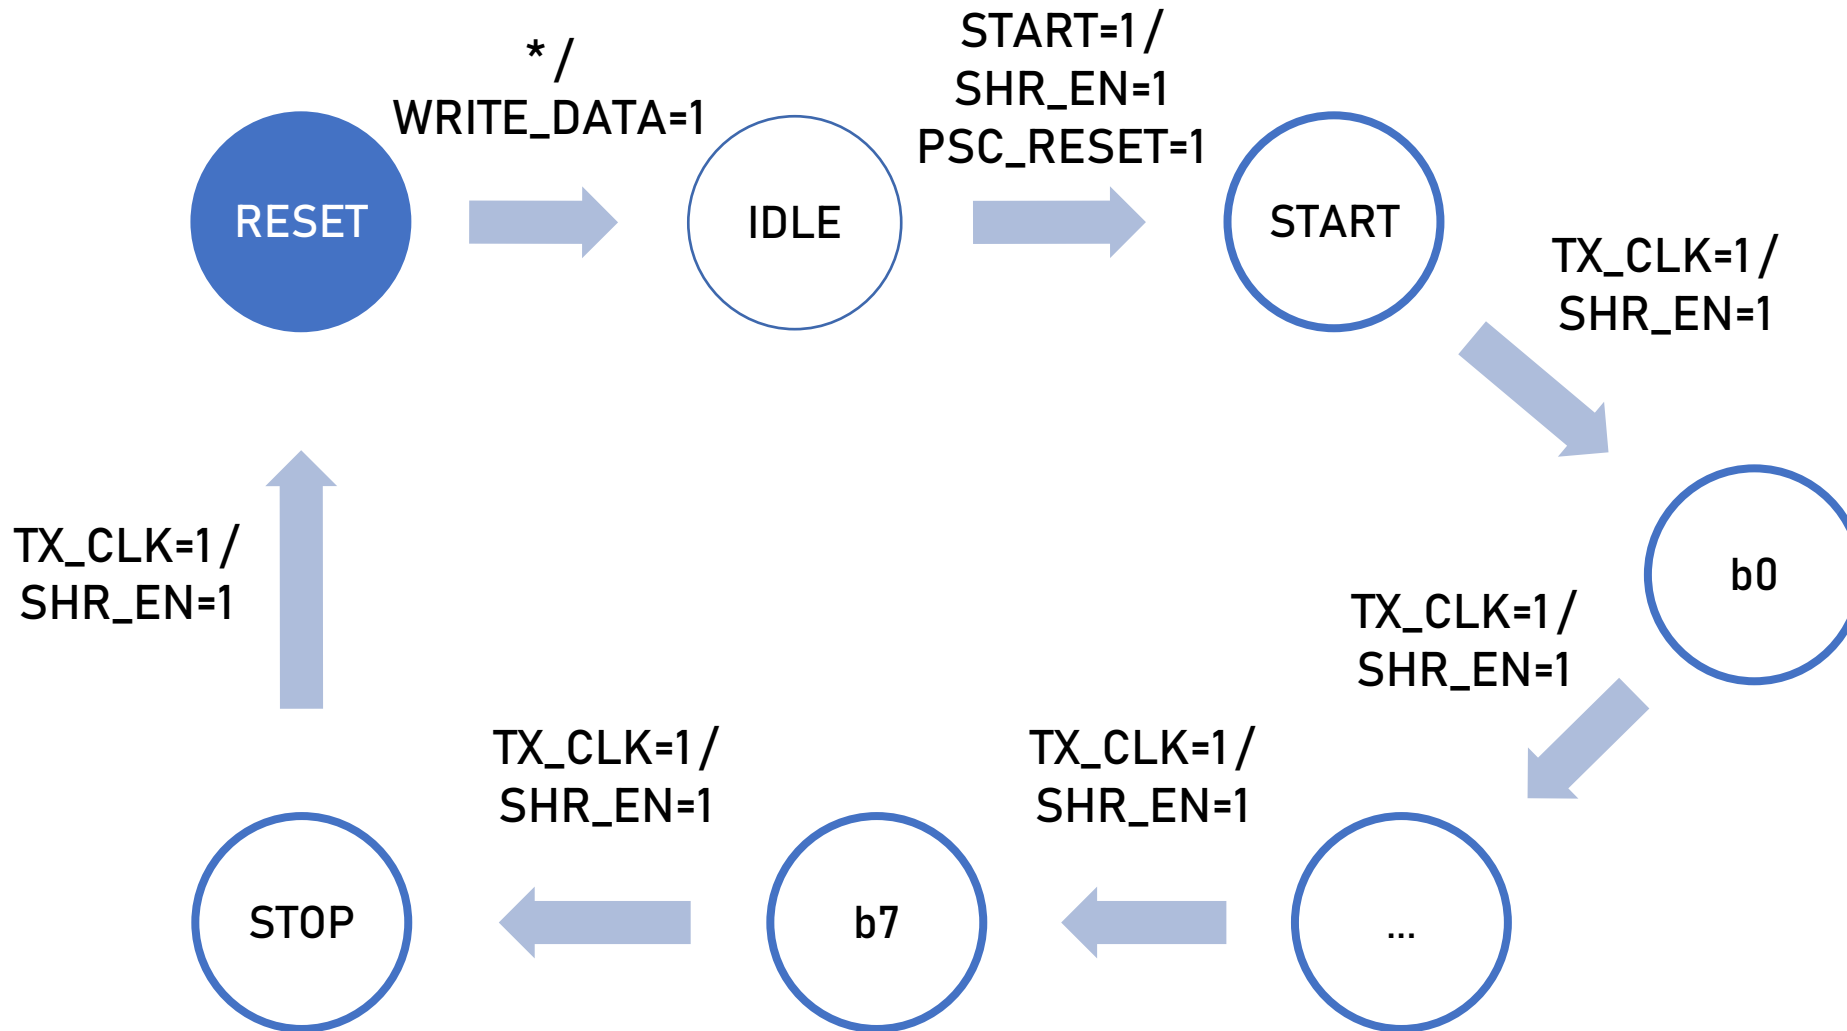 */
WRITE_DATA=1
START=1/
SHR_EN=1
PSC_RESET=1
RESET
IDLE
START
TX_CLK=1/
SHR_EN=1
b0
TX_CLK=1/
SHR_EN=1
TX_CLK=1/
SHR_EN=1
TX_CLK=1/
SHR_EN=1
TX_CLK=1/
SHR_EN=1
STOP
b7
...